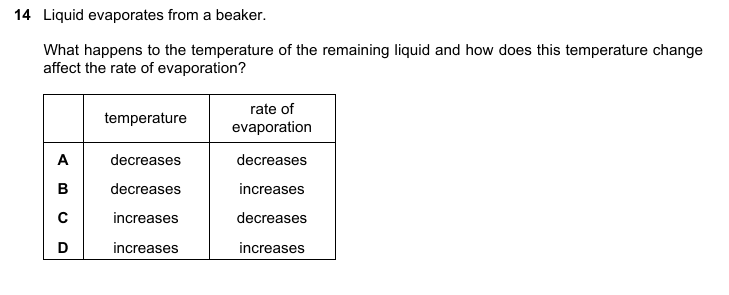 14 Liquid evaporates from a beaker.
What happens to the temperature of the remaining liquid and how does this temperature change
affect the rate of evaporation?
temperature rate of
evaporation
A decreases decreases
B decreases increases
C increases decreases
D increases increases